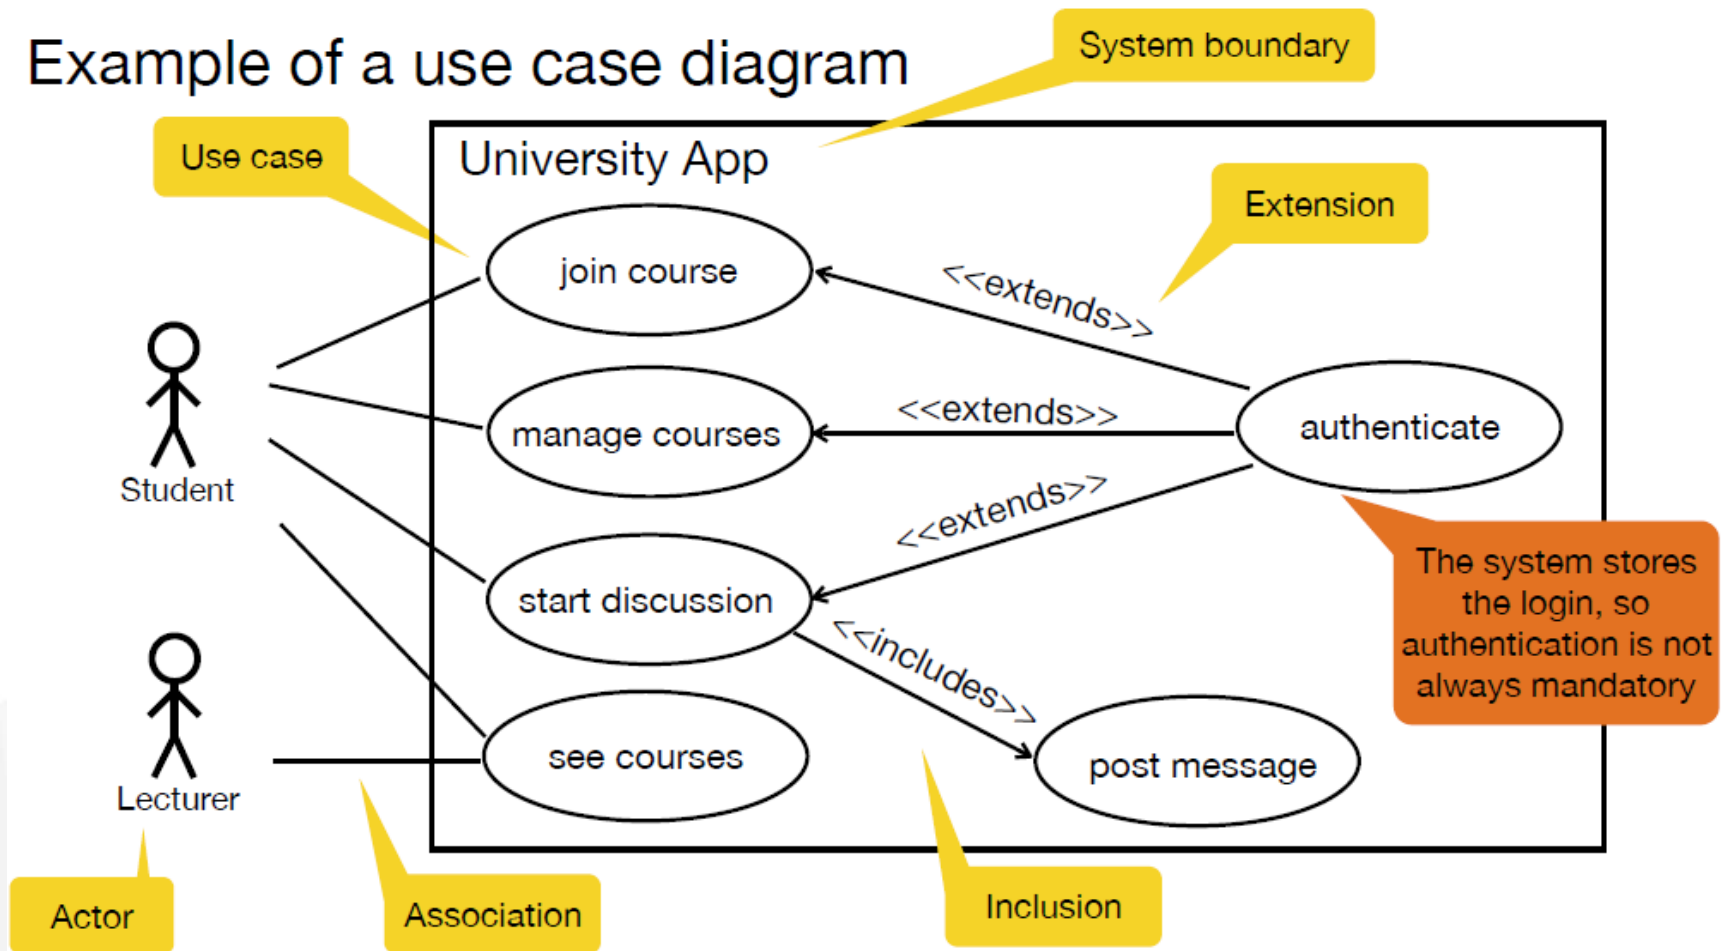 Example of a use case diagram
System boundary
Use case
University App
Extension
join course
<<extends>>
manage courses
<<extends>>
authenticate
Student
<<extends>>
start discussion
The system stores
the login, so
authentication is not
always mandatory
<<includes>>
see courses
post message
Lecturer
Actor
Association
Inclusion